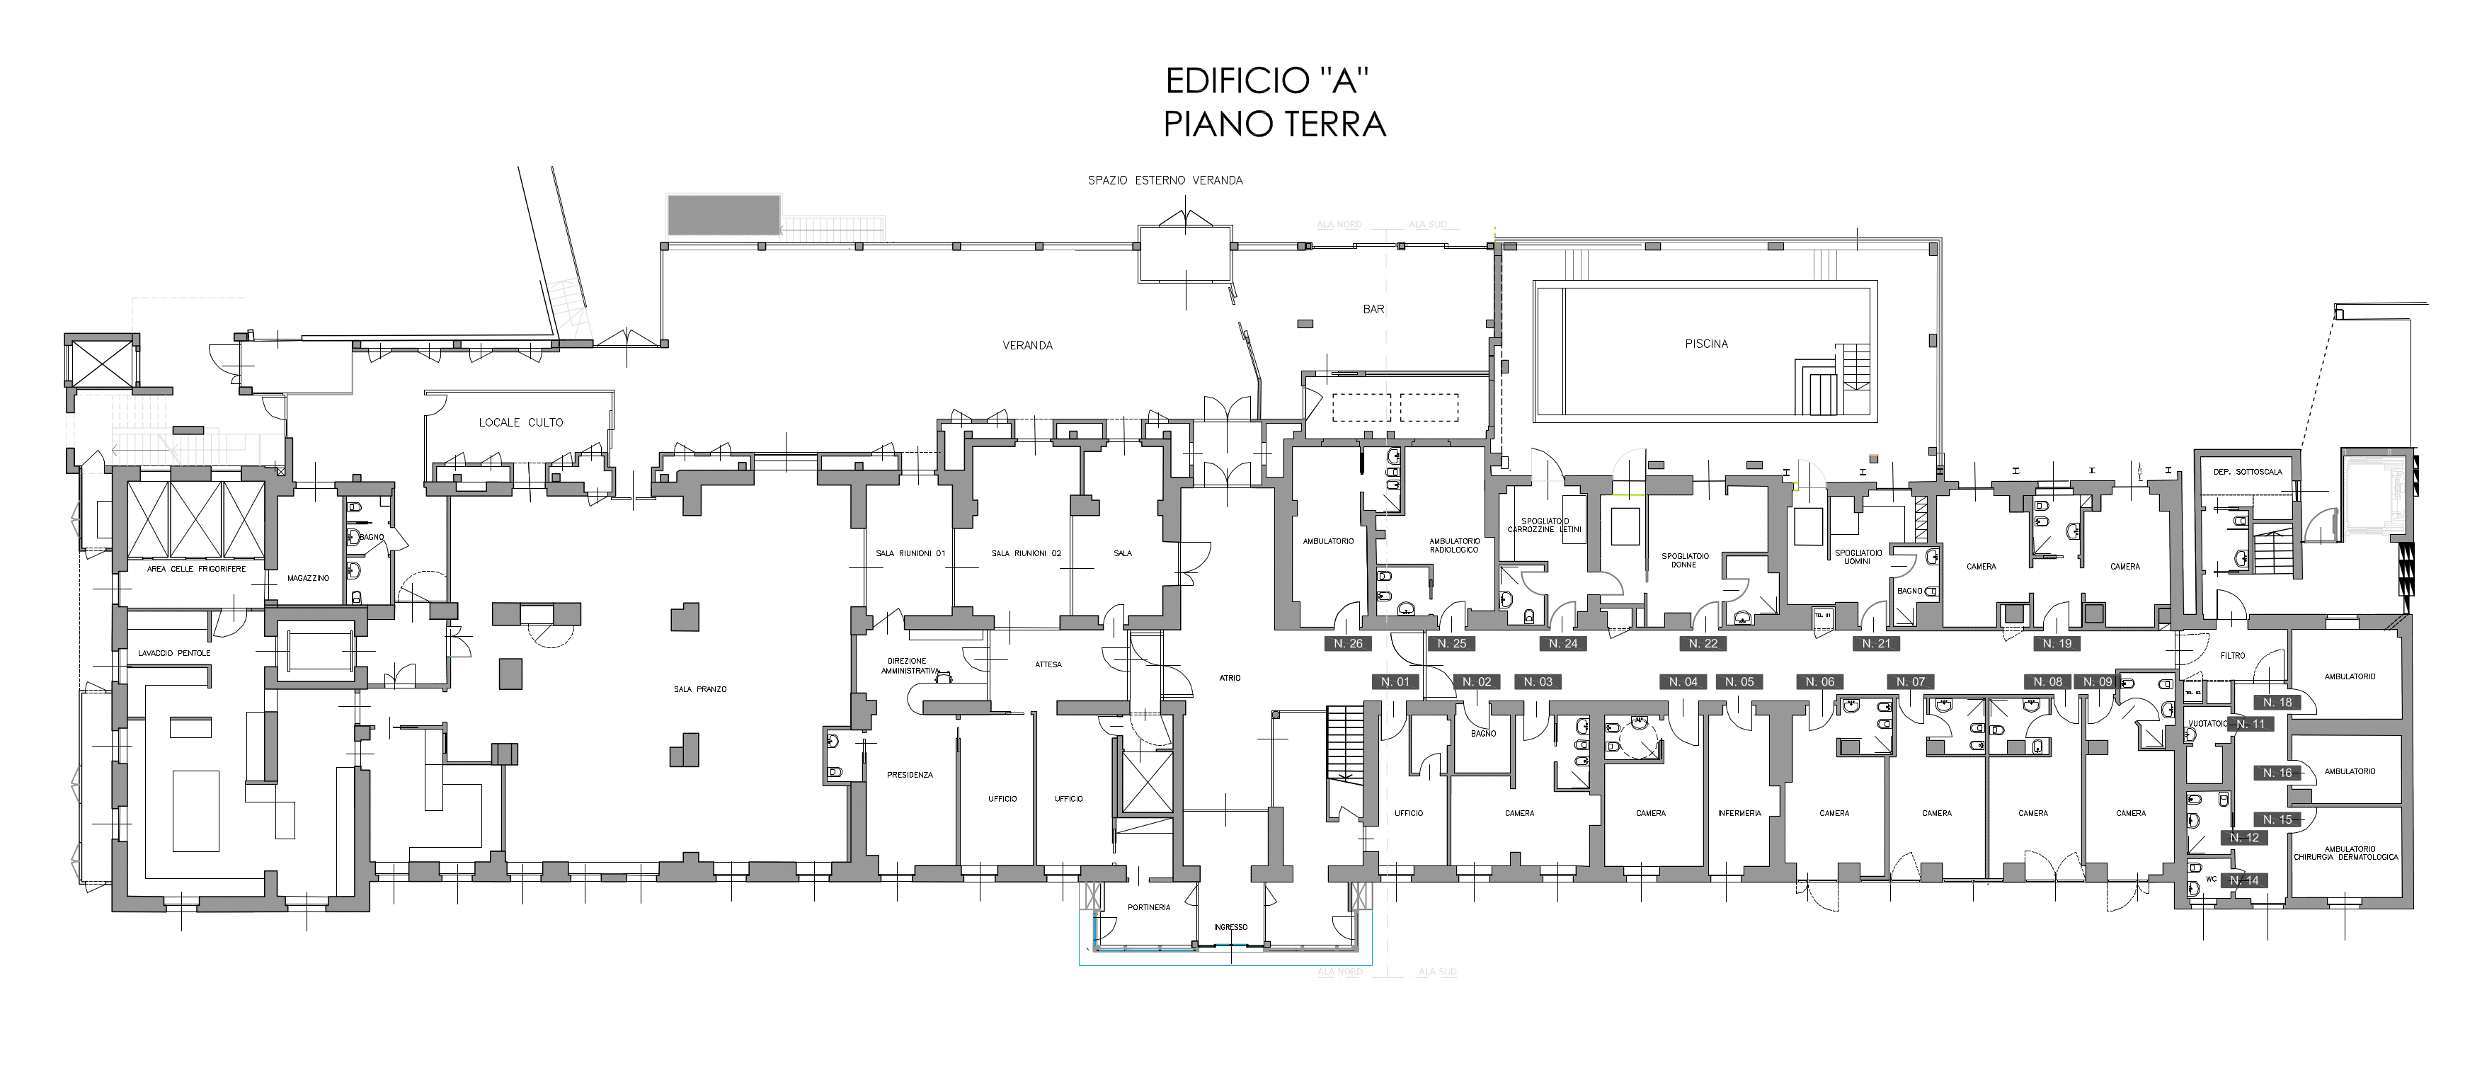 EDIFICIO "A"
PIANO TERRA
SPAZIO ESTERNO VERANDA
ALA NORD
ALA SUD
BAR
VERANDA
PISCINA
LOCALE CULTO
DEP. SOTTOSCALA
SPOGLIATOIO
CARROZZINE LETINI
BAGNO
AMBULATORIO
AMBULATORIO
RADIOLOGICO
SALA RIUNIONI 01
SALA RIUNIONI 02
SALA
SPOGLIATOIO
DONNE
SPOGLIATOIO
UOMINI
AREA CELLE FRIGORIFERE
MAGAZZINO
CAMERA
CAMERA
BAGNO
N. 26
N. 25
N. 24
N. 22
N. 21
N. 19
LAVACCIO PENTOLE
DIREZIONE
AMMINISTRATIVA
ATTESA
FILTRO
SALA PRANZO
ATRIO
AMBULATORIO
N. 01
N. 02
N. 03
N. 04
N. 05
N. 06
N. 07
N. 08
N. 09
N. 18
VUOTATOIO
N. 11
BAGNO
PRESIDENZA
N. 16
AMBULATORIO
UFFICIO
UFFICIO
UFFICIO
CAMERA
CAMERA
INFERMERIA
CAMERA
CAMERA
CAMERA
CAMERA
N. 15
N. 12
AMBULATORIO
CHIRURGIA DERMATOLOGICA
WC
N. 14
PORTINERIA
INGRESSO
ALA NORD
ALA SUD